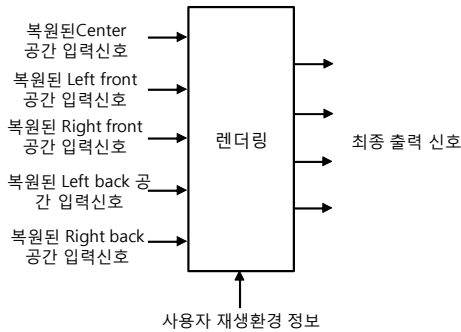 복원된Center
공간 입력신호
복원된 Left front
공간 입력신호
복원된 Right front
공간 입력신호
복원된 Left back 공
간 입력신호
복원된 Right back
공간 입력신호
렌더링
최종 출력 신호
사용자 재생환경 정보